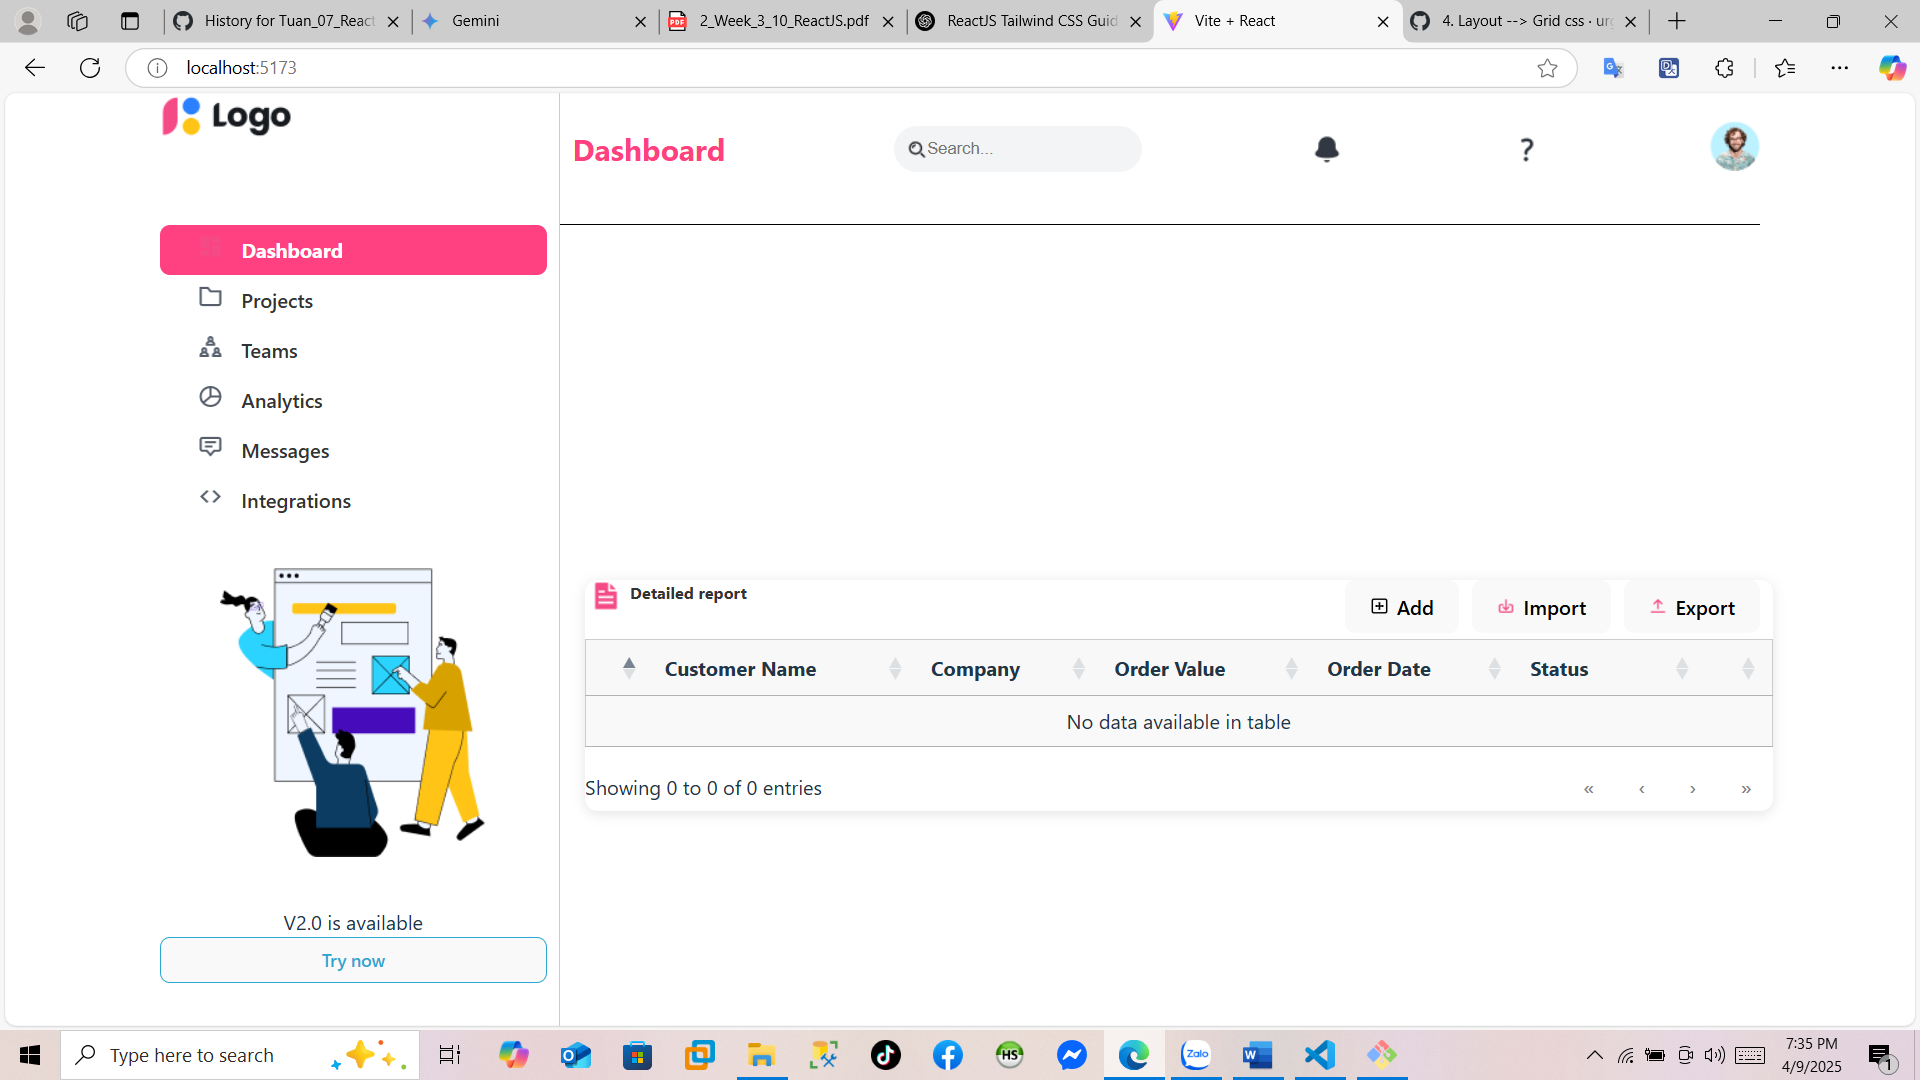 History for Tuan_07_React
Gemini
2_Week_3_10_ReactJS.pdf
ReactJS Tailwind CSS Guid
Vite + React
4. Layout --> Grid css · urg
localhost:5173
Logo
Dashboard
Search...
?
Dashboard
Projects
Teams
Analytics
Messages
Integrations
V2.0 is available
Try now
Detailed report
Add
Import
Export
Customer Name
Company
Order Value
Order Date
Status
No data available in table
Showing 0 to 0 of 0 entries
«
‹
›
»
Type here to search
HS
Zalo
7:35 PM
4/9/2025
1